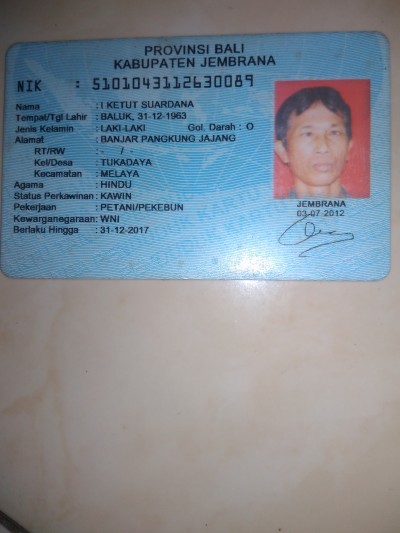 PROVINSI BALI
KABUPATEN JEMBRANA
NIK : 5101043112630089
Nama : I KETUT SUARDANA
Tempat/Tgl Lahir : BALUK, 31-12-1963
Jenis Kelamin : LAKI-LAKI Gol. Darah : O
Alamat : BANJAR PANGKUNG JAJANG
RT/RW : - / -
Kel/Desa : TUKADAYA
Kecamatan : MELAYA
Agama : HINDU
Status Perkawinan : KAWIN
Pekerjaan : PETANI/PEKEBUN
Kewarganegaraan : WNI
Berlaku Hingga : 31-12-2017
JEMBRANA
03-07-2012